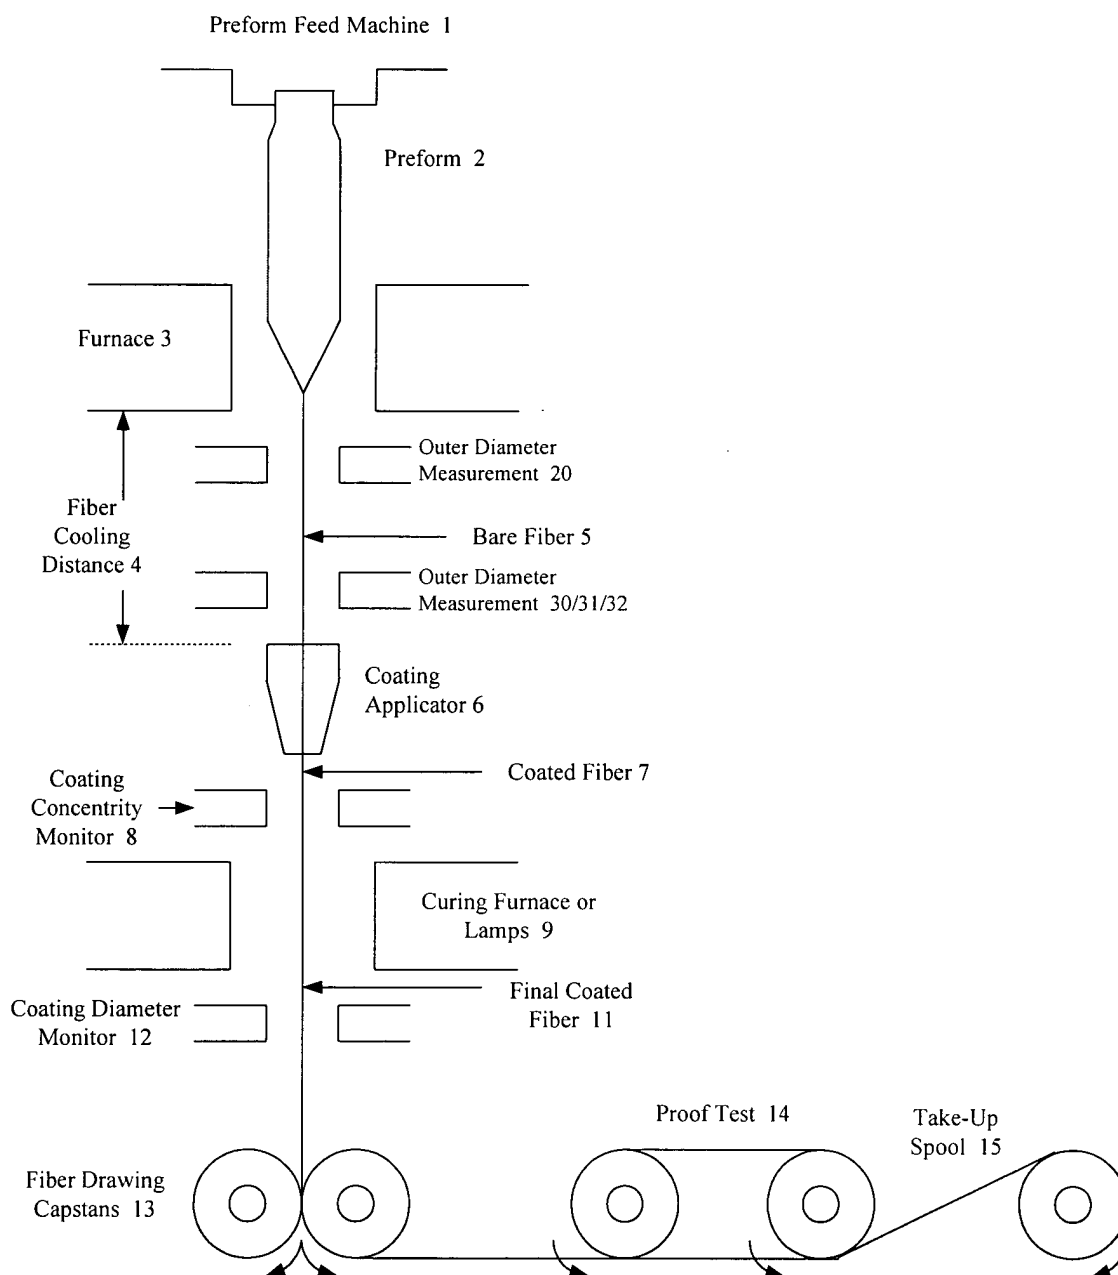 Preform Feed Machine 1
Preform 2
Furnace 3
Outer Diameter
Measurement 20
Fiber
Cooling
Distance 4
Bare Fiber 5
Outer Diameter
Measurement 30/31/32
Coating
Applicator 6
Coated Fiber 7
Coating
Concentrity
Monitor 8
Curing Furnace or
Lamps 9
Final Coated
Fiber 11
Coating Diameter
Monitor 12
Proof Test 14
Take-Up
Spool 15
Fiber Drawing
Capstans 13